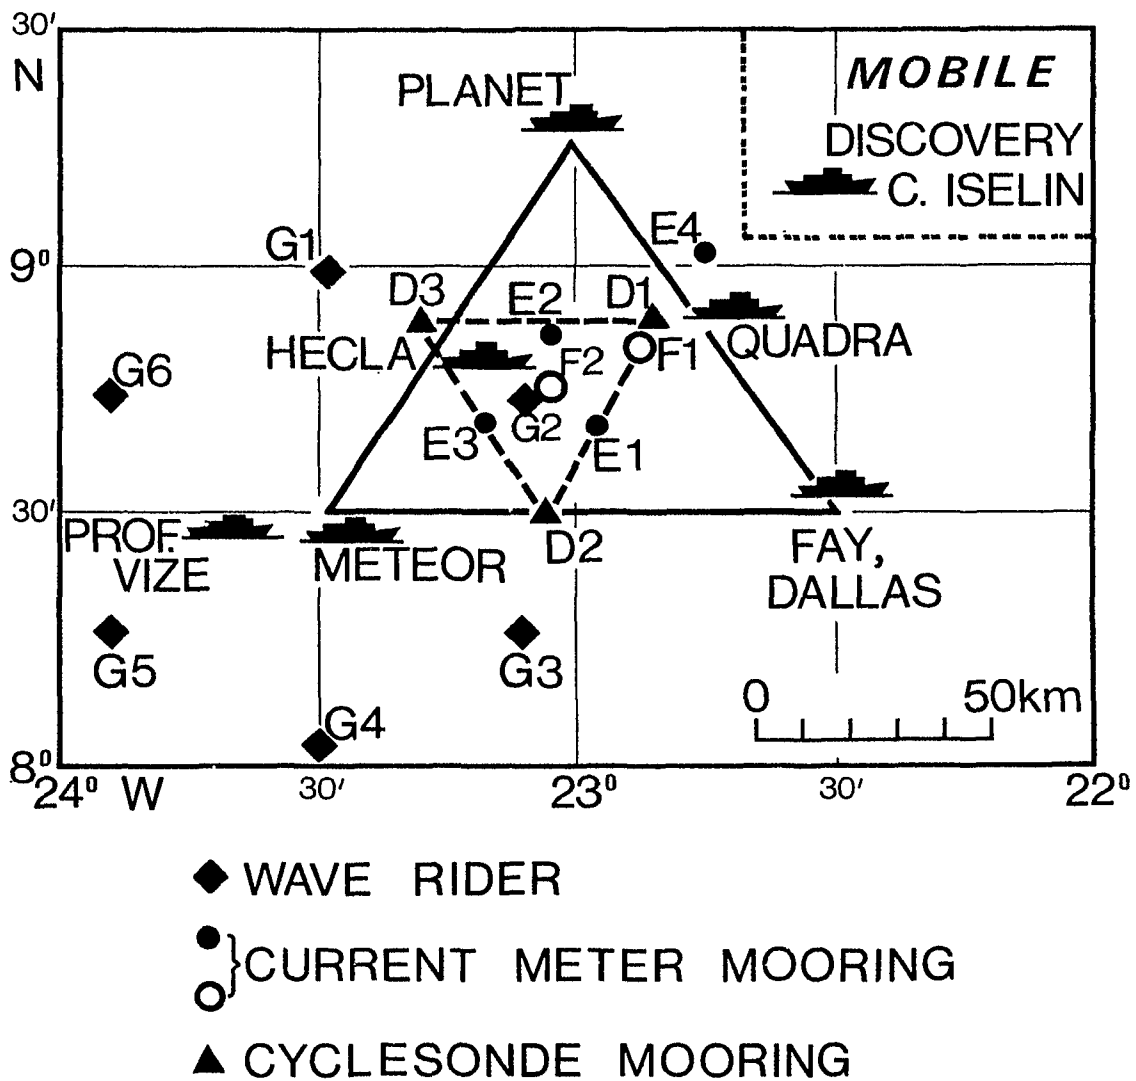 30'
N
PLANET
MOBILE
DISCOVERY
C. ISELIN
G1
E4
9⁰
D3
E2
D1
HECLA
F2
F1
QUADRA
G6
G2
E3
E1
30'
PROF.
VIZE
METEOR
D2
FAY,
DALLAS
G5
G3
G4
0 50km
8⁰
24⁰ W 30' 23⁰ 30' 22⁰
WAVE RIDER
CURRENT METER MOORING
CYCLESONDE MOORING